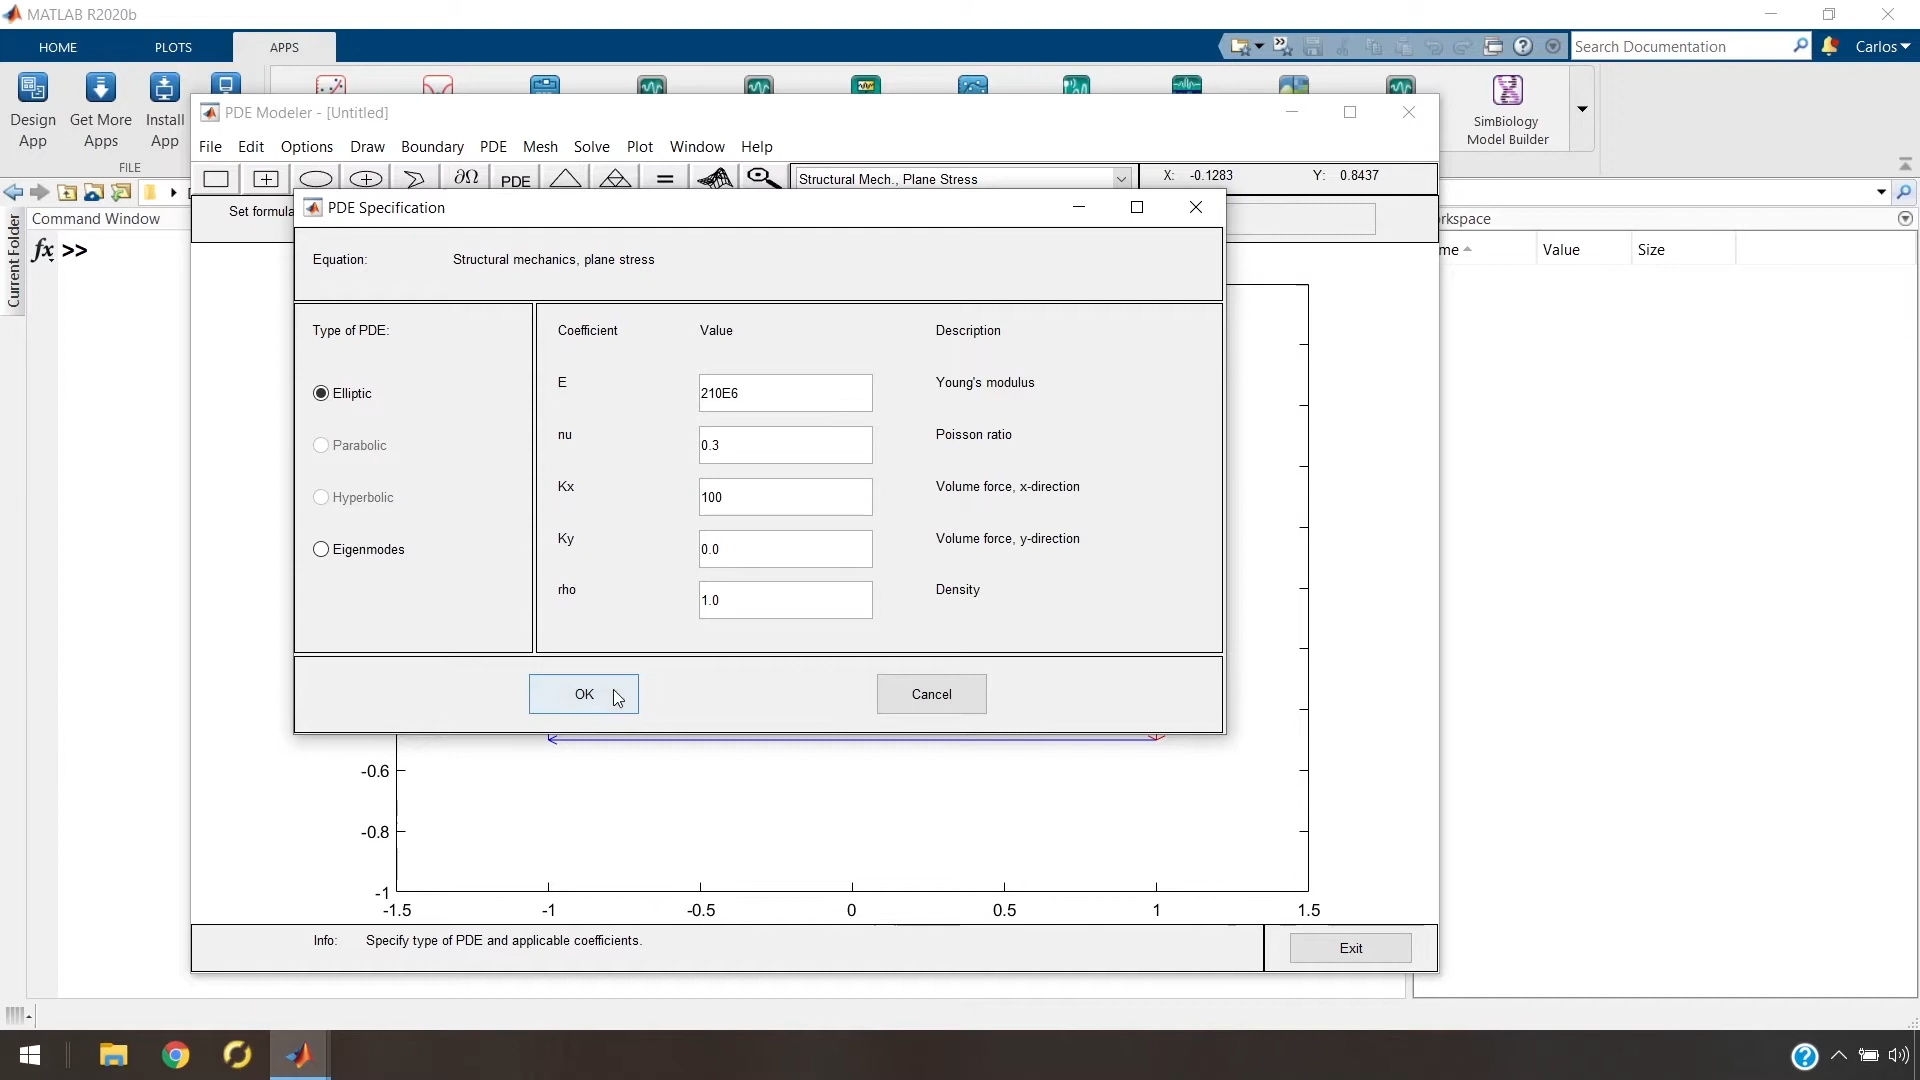 MATLAB R2020b
HOME
PLOTS
APPS
Search Documentation
Carlos
Design
App
Get More
Apps
Install
App
FILE
SimBiology
Model Builder
PDE Modeler - [Untitled]
File
Edit
Options
Draw
Boundary
PDE
Mesh
Solve
Plot
Window
Help
∂Ω
PDE
=
Structural Mech., Plane Stress
X: -0.1283
Y: 0.8437
Set formula
PDE Specification
Current Folder
Command Window
fx >>
rkspace
me
Value
Size
Equation:
Structural mechanics, plane stress
Type of PDE:
Elliptic
Parabolic
Hyperbolic
Eigenmodes
Coefficient
Value
Description
E
210E6
Young's modulus
nu
0.3
Poisson ratio
Kx
100
Volume force, x-direction
Ky
0.0
Volume force, y-direction
rho
1.0
Density
OK
Cancel
-0.6
-0.8
-1
-1.5
-1
-0.5
0
0.5
1
1.5
Info:
Specify type of PDE and applicable coefficients.
Exit